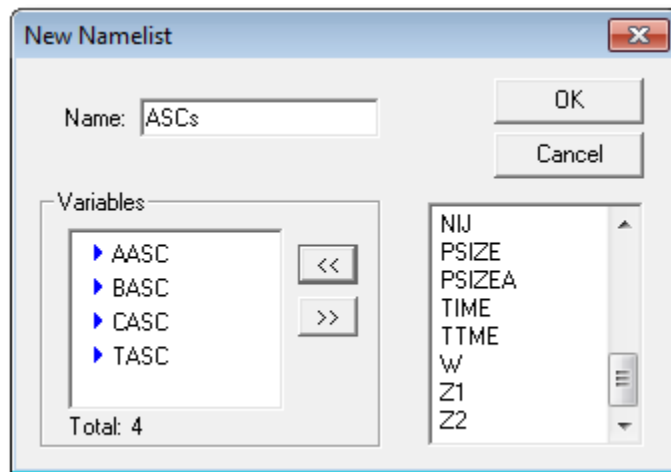 New Namelist
Name: ASCs
OK
Cancel
Variables
AASC
BASC
CASC
TASC
Total: 4
<<
>>
NIJ
PSIZE
PSIZEA
TIME
TTME
W
Z1
Z2